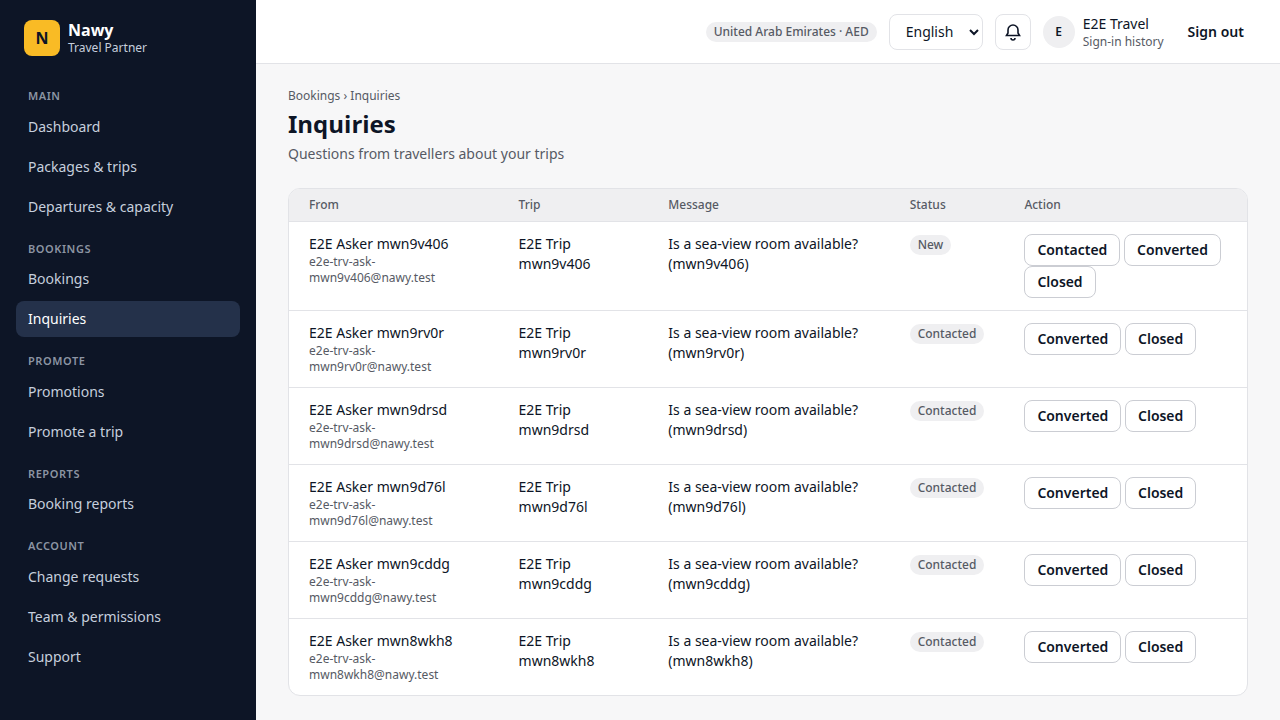 N
Nawy
Travel Partner
MAIN
Dashboard
Packages & trips
Departures & capacity
BOOKINGS
Bookings
Inquiries
PROMOTE
Promotions
Promote a trip
REPORTS
Booking reports
ACCOUNT
Change requests
Team & permissions
Support
United Arab Emirates · AED
English
E
E2E Travel
Sign-in history
Sign out
Bookings › Inquiries
Inquiries
Questions from travellers about your trips
From Trip Message Status Action
E2E Asker mwn9v406
e2e-trv-ask-
mwn9v406@nawy.test
E2E Trip
mwn9v406
Is a sea-view room available?
(mwn9v406)
New
Contacted Converted
Closed
E2E Asker mwn9rv0r
e2e-trv-ask-
mwn9rv0r@nawy.test
E2E Trip
mwn9rv0r
Is a sea-view room available?
(mwn9rv0r)
Contacted
Converted Closed
E2E Asker mwn9drsd
e2e-trv-ask-
mwn9drsd@nawy.test
E2E Trip
mwn9drsd
Is a sea-view room available?
(mwn9drsd)
Contacted
Converted Closed
E2E Asker mwn9d76l
e2e-trv-ask-
mwn9d76l@nawy.test
E2E Trip
mwn9d76l
Is a sea-view room available?
(mwn9d76l)
Contacted
Converted Closed
E2E Asker mwn9cddg
e2e-trv-ask-
mwn9cddg@nawy.test
E2E Trip
mwn9cddg
Is a sea-view room available?
(mwn9cddg)
Contacted
Converted Closed
E2E Asker mwn8wkh8
e2e-trv-ask-
mwn8wkh8@nawy.test
E2E Trip
mwn8wkh8
Is a sea-view room available?
(mwn8wkh8)
Contacted
Converted Closed